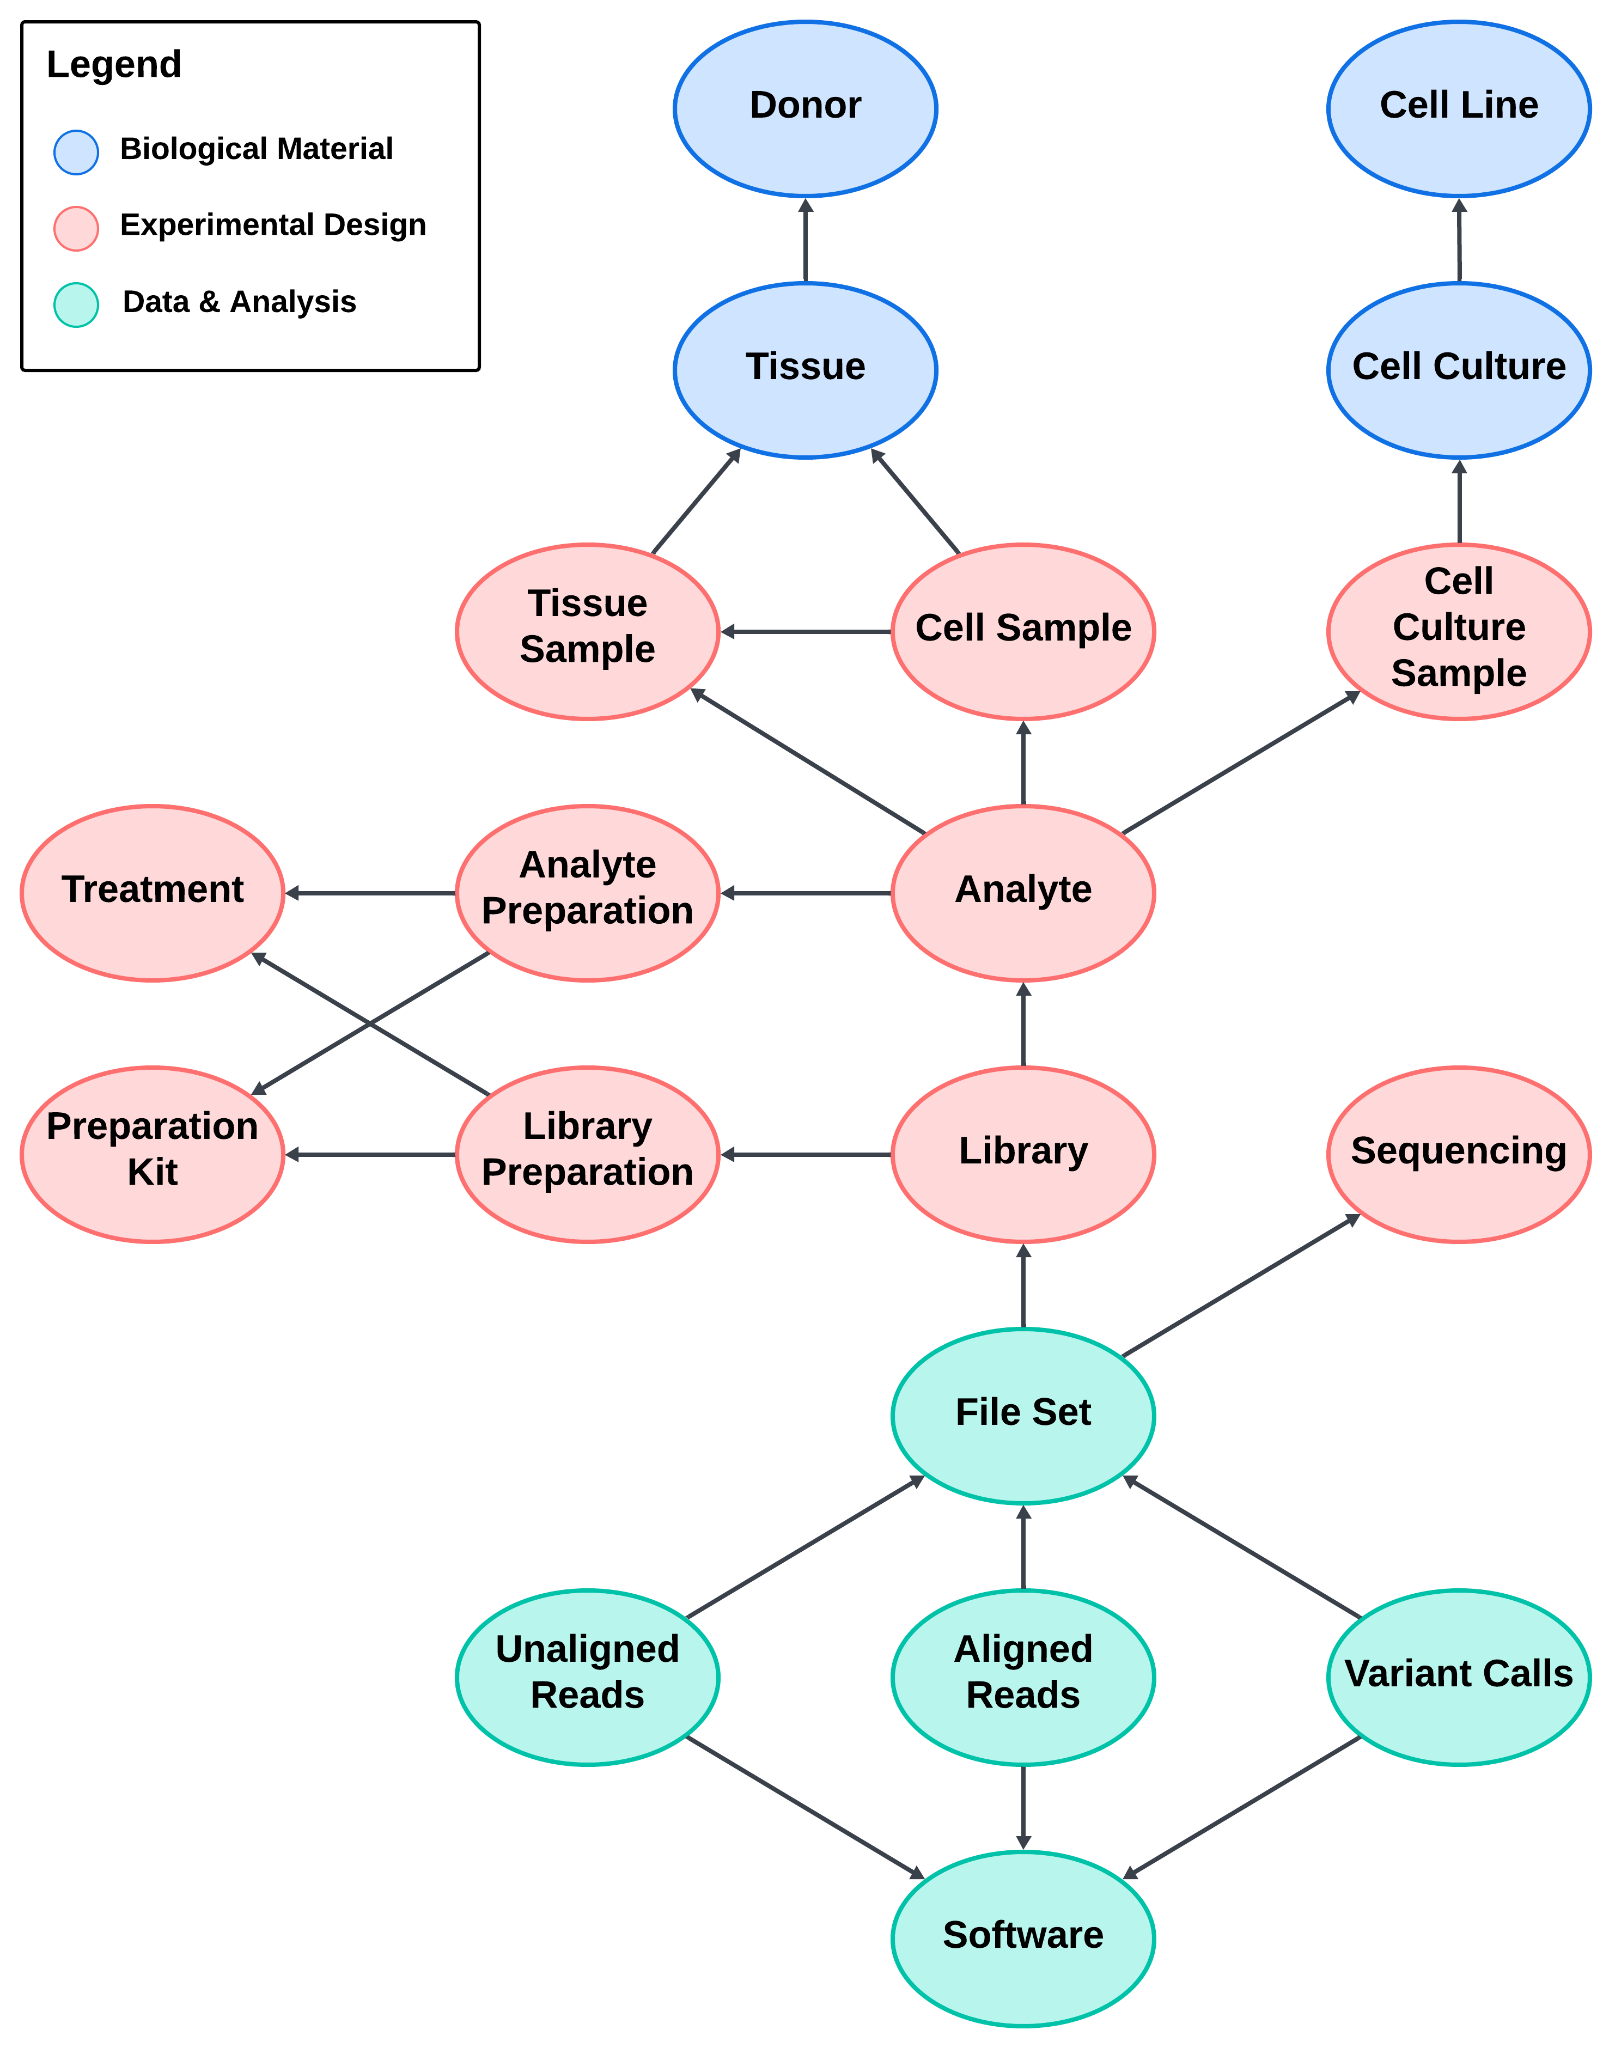 Legend
Biological Material
Experimental Design
Data & Analysis
Donor
Cell Line
Tissue
Cell Culture
Tissue
Sample
Cell Sample
Cell
Culture
Sample
Treatment
Analyte
Preparation
Analyte
Preparation
Kit
Library
Preparation
Library
Sequencing
File Set
Unaligned
Reads
Aligned
Reads
Variant Calls
Software